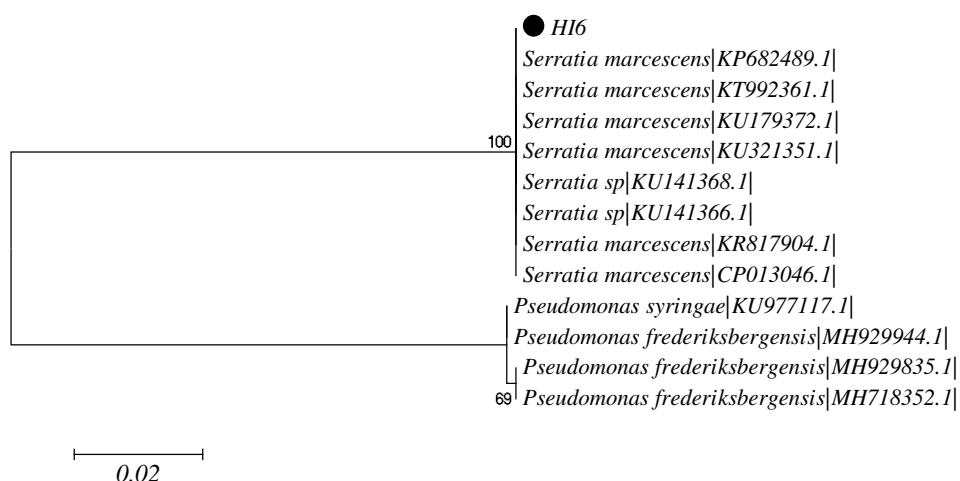 HI6
Serratia marcescens|KP682489.1|
Serratia marcescens|KT992361.1|
Serratia marcescens|KU179372.1|
100
Serratia marcescens|KU321351.1|
Serratia sp|KU141368.1|
Serratia sp|KU141366.1|
Serratia marcescens|KR817904.1|
Serratia marcescens|CP013046.1|
Pseudomonas syringae|KU977117.1|
Pseudomonas frederiksbergensis|MH929944.1|
Pseudomonas frederiksbergensis|MH929835.1|
69
Pseudomonas frederiksbergensis|MH718352.1|
0.02